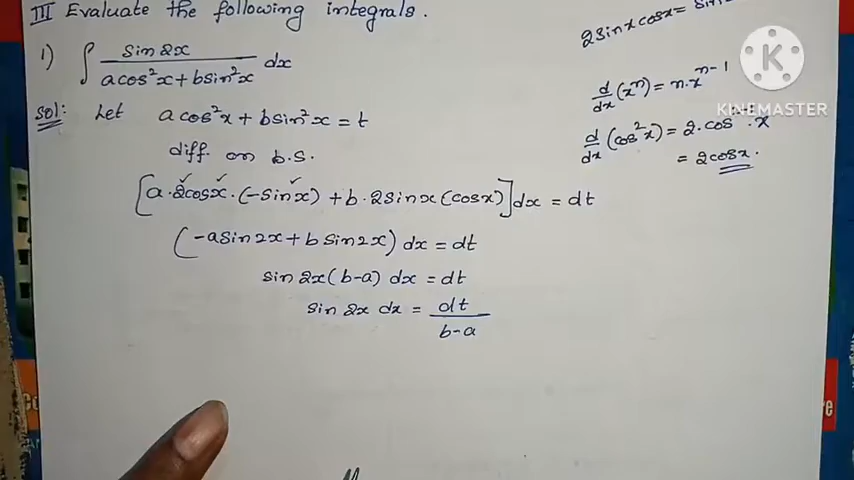 III Evaluate the following integrals.
1) ∫ sin2x / (acos²x + bsin²x) dx
Sol: Let acos²x + bsin²x = t
diff. on b.s.
[a·2cosx·(-sinx) + b·2sinx(cosx)]dx = dt
(-asin2x + bsin2x) dx = dt
sin2x(b-a) dx = dt
sin2x dx = dt / (b-a)
2sinxcosx =
d/dx (xⁿ) = n·xⁿ⁻¹
d/dx (cos²x) = 2·cos x
= 2cosx.
K
KINEMASTER